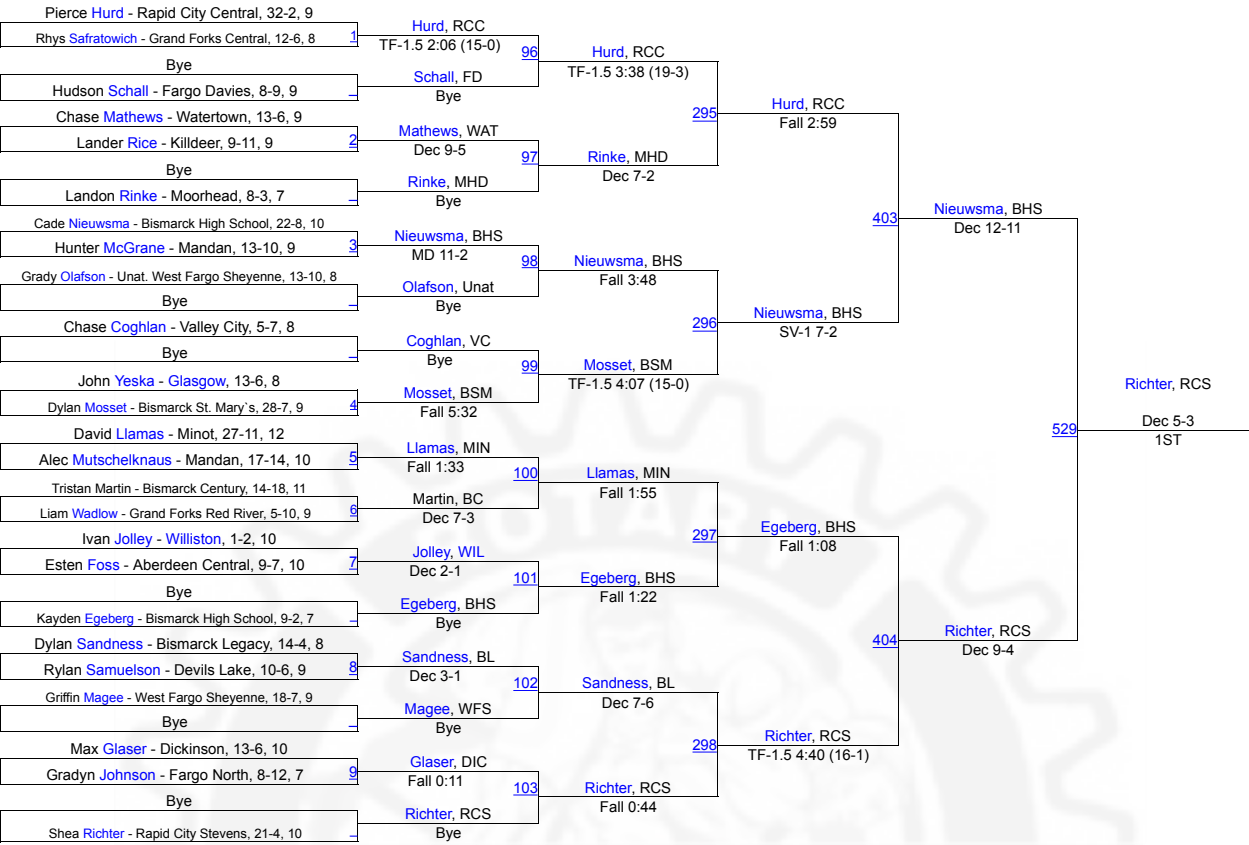 Pierce Hurd - Rapid City Central, 32-2, 9
Rhys Safratowich - Grand Forks Central, 12-6, 8
1
Bye
Hudson Schall - Fargo Davies, 8-9, 9
Chase Mathews - Watertown, 13-6, 9
Lander Rice - Killdeer, 9-11, 9
2
Bye
Landon Rinke - Moorhead, 8-3, 7
Cade Nieuwsma - Bismarck High School, 22-8, 10
Hunter McGrane - Mandan, 13-10, 9
3
Grady Olafson - Unat. West Fargo Sheyenne, 13-10, 8
Bye
Chase Coghlan - Valley City, 5-7, 8
Bye
John Yeska - Glasgow, 13-6, 8
Dylan Mosset - Bismarck St. Mary`s, 28-7, 9
4
David Llamas - Minot, 27-11, 12
Alec Mutschelknaus - Mandan, 17-14, 10
5
Tristan Martin - Bismarck Century, 14-18, 11
Liam Wadlow - Grand Forks Red River, 5-10, 9
6
Ivan Jolley - Williston, 1-2, 10
Esten Foss - Aberdeen Central, 9-7, 10
7
Bye
Kayden Egeberg - Bismarck High School, 9-2, 7
Dylan Sandness - Bismarck Legacy, 14-4, 8
Rylan Samuelson - Devils Lake, 10-6, 9
8
Griffin Magee - West Fargo Sheyenne, 18-7, 9
Bye
Max Glaser - Dickinson, 13-6, 10
Gradyn Johnson - Fargo North, 8-12, 7
9
Bye
Shea Richter - Rapid City Stevens, 21-4, 10
Hurd, RCC
TF-1.5 2:06 (15-0)
96
Schall, FD
Bye
Mathews, WAT
Dec 9-5
97
Rinke, MHD
Bye
Nieuwsma, BHS
MD 11-2
98
Olafson, Unat
Bye
Coghlan, VC
Bye
99
Mosset, BSM
Fall 5:32
Llamas, MIN
Fall 1:33
100
Martin, BC
Dec 7-3
Jolley, WIL
Dec 2-1
101
Egeberg, BHS
Bye
Sandness, BL
Dec 3-1
102
Magee, WFS
Bye
Glaser, DIC
Fall 0:11
103
Richter, RCS
Bye
Hurd, RCC
TF-1.5 3:38 (19-3)
295
Rinke, MHD
Dec 7-2
Nieuwsma, BHS
Fall 3:48
296
Mosset, BSM
TF-1.5 4:07 (15-0)
Llamas, MIN
Fall 1:55
297
Egeberg, BHS
Fall 1:22
Sandness, BL
Dec 7-6
298
Richter, RCS
Fall 0:44
Hurd, RCC
Fall 2:59
403
Nieuwsma, BHS
SV-1 7-2
Egeberg, BHS
Fall 1:08
404
Richter, RCS
TF-1.5 4:40 (16-1)
Nieuwsma, BHS
Dec 12-11
529
Richter, RCS
Dec 9-4
Richter, RCS
Dec 5-3
1ST
ROTARY